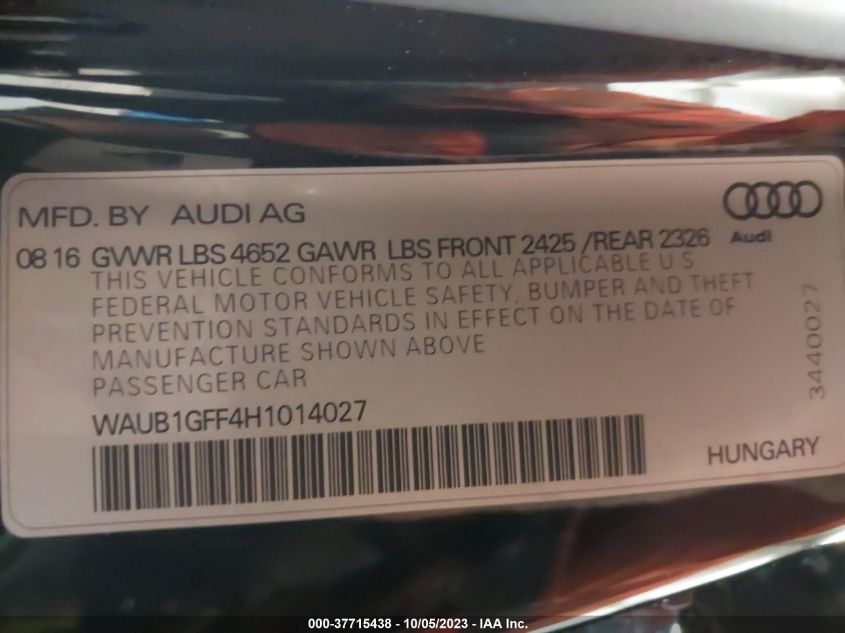 MFD. BY AUDI AG
Audi
08 16 GVWR LBS 4652 GAWR LBS FRONT 2425 /REAR 2326
THIS VEHICLE CONFORMS TO ALL APPLICABLE U.S
FEDERAL MOTOR VEHICLE SAFETY, BUMPER AND THEFT
PREVENTION STANDARDS IN EFFECT ON THE DATE OF
MANUFACTURE SHOWN ABOVE
PASSENGER CAR
3440027
WAUB1GFF4H1014027
HUNGARY
000-37715438 - 10/05/2023 - IAA Inc.